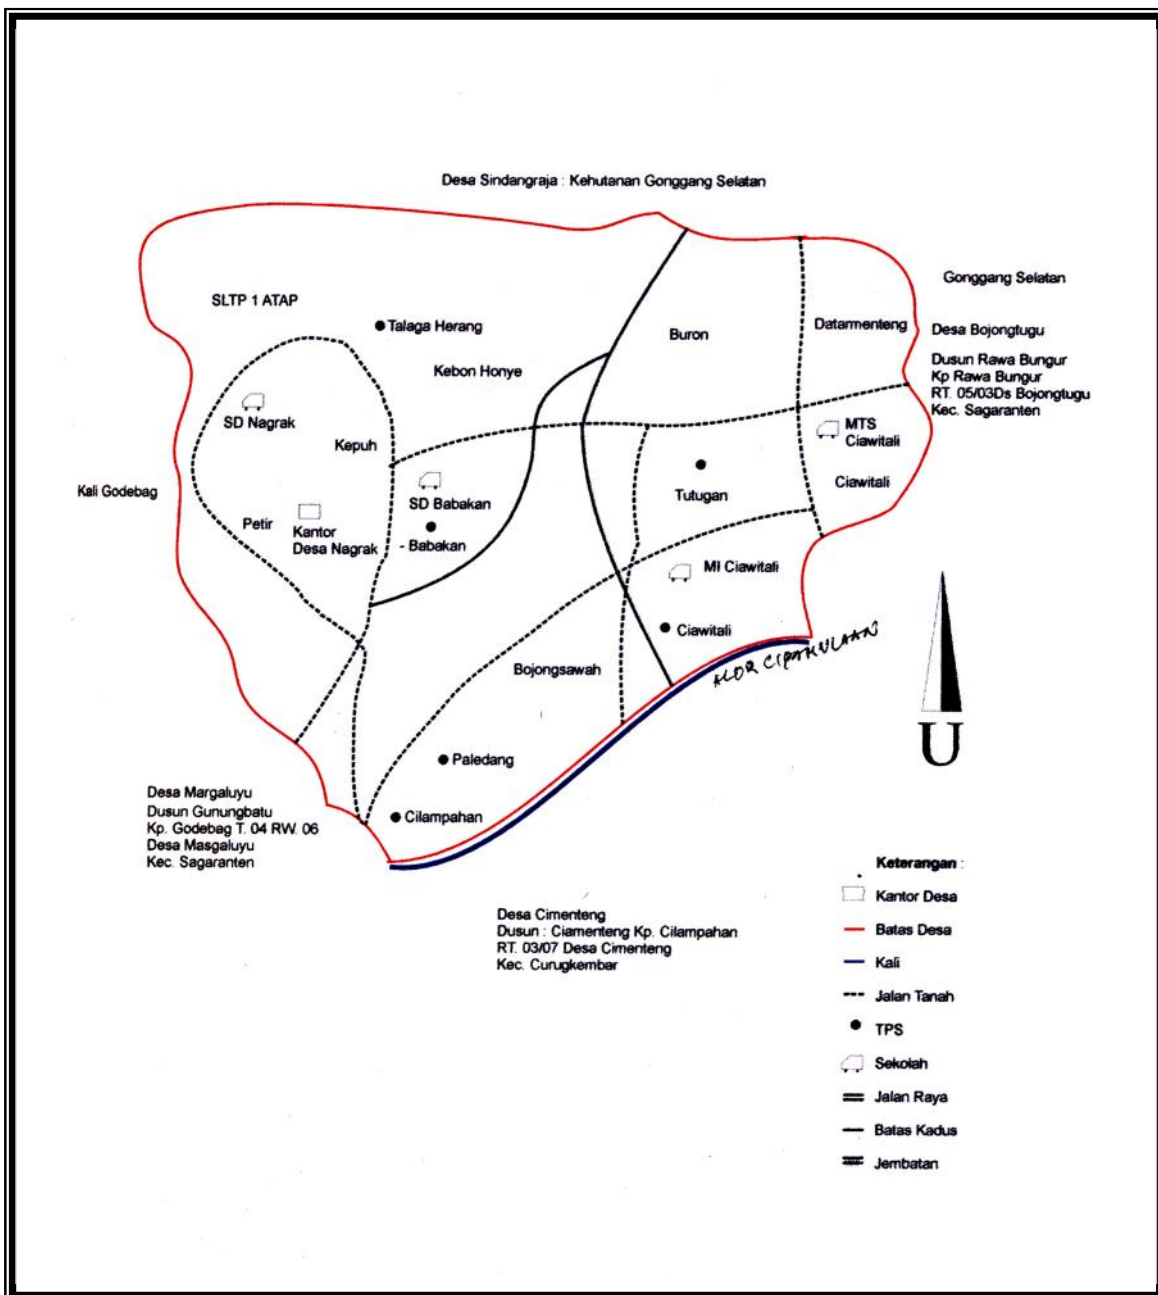 Desa Sindangraja : Kehutanan Gonggang Selatan
Gonggang Selatan
SLTP 1 ATAP
Talaga Herang
Buron
Datarmenteng
Desa Bojongtugu
Dusun Rawa Bungur
Kp Rawa Bungur
RT. 05/03Ds Bojongtugu
Kec. Sagaranten
Kebon Honye
SD Nagrak
Kepuh
MTS
Ciawitali
Ciawitali
Kali Godebag
SD Babakan
Tutugan
Petir
Kantor
Desa Nagrak
- Babakan
MI Ciawitali
Ciawitali
Bojongsawah
ALOR CIPAKULAAN
U
Paledang
Cilampahan
Desa Margaluyu
Dusun Gunungbatu
Kp. Godebag T. 04 RW. 06
Desa Masgaluyu
Kec. Sagaranten
Desa Cimenteng
Dusun : Ciamenteng Kp. Cilampahan
RT. 03/07 Desa Cimenteng
Kec. Curugkembar
Keterangan :
Kantor Desa
Batas Desa
Kali
Jalan Tanah
TPS
Sekolah
Jalan Raya
Batas Kadus
Jembatan